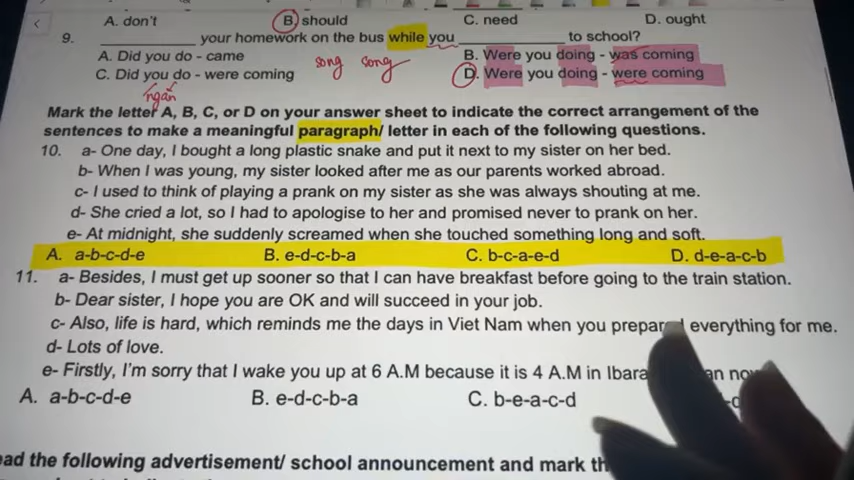 A. don't B. should C. need D. ought
9. __________ your homework on the bus while you __________ to school?
A. Did you do - came B. Were you doing - was coming
song song
C. Did you do - were coming D. Were you doing - were coming
ngắn
Mark the letter A, B, C, or D on your answer sheet to indicate the correct arrangement of the
sentences to make a meaningful paragraph/ letter in each of the following questions.
10. a- One day, I bought a long plastic snake and put it next to my sister on her bed.
b- When I was young, my sister looked after me as our parents worked abroad.
c- I used to think of playing a prank on my sister as she was always shouting at me.
d- She cried a lot, so I had to apologise to her and promised never to prank on her.
e- At midnight, she suddenly screamed when she touched something long and soft.
A. a-b-c-d-e B. e-d-c-b-a C. b-c-a-e-d D. d-e-a-c-b
11. a- Besides, I must get up sooner so that I can have breakfast before going to the train station.
b- Dear sister, I hope you are OK and will succeed in your job.
c- Also, life is hard, which reminds me the days in Viet Nam when you prepared everything for me.
d- Lots of love.
e- Firstly, I'm sorry that I wake you up at 6 A.M because it is 4 A.M in
A. a-b-c-d-e B. e-d-c-b-a C. b-e-a-c-d
the following advertisement/ school announcement and mark